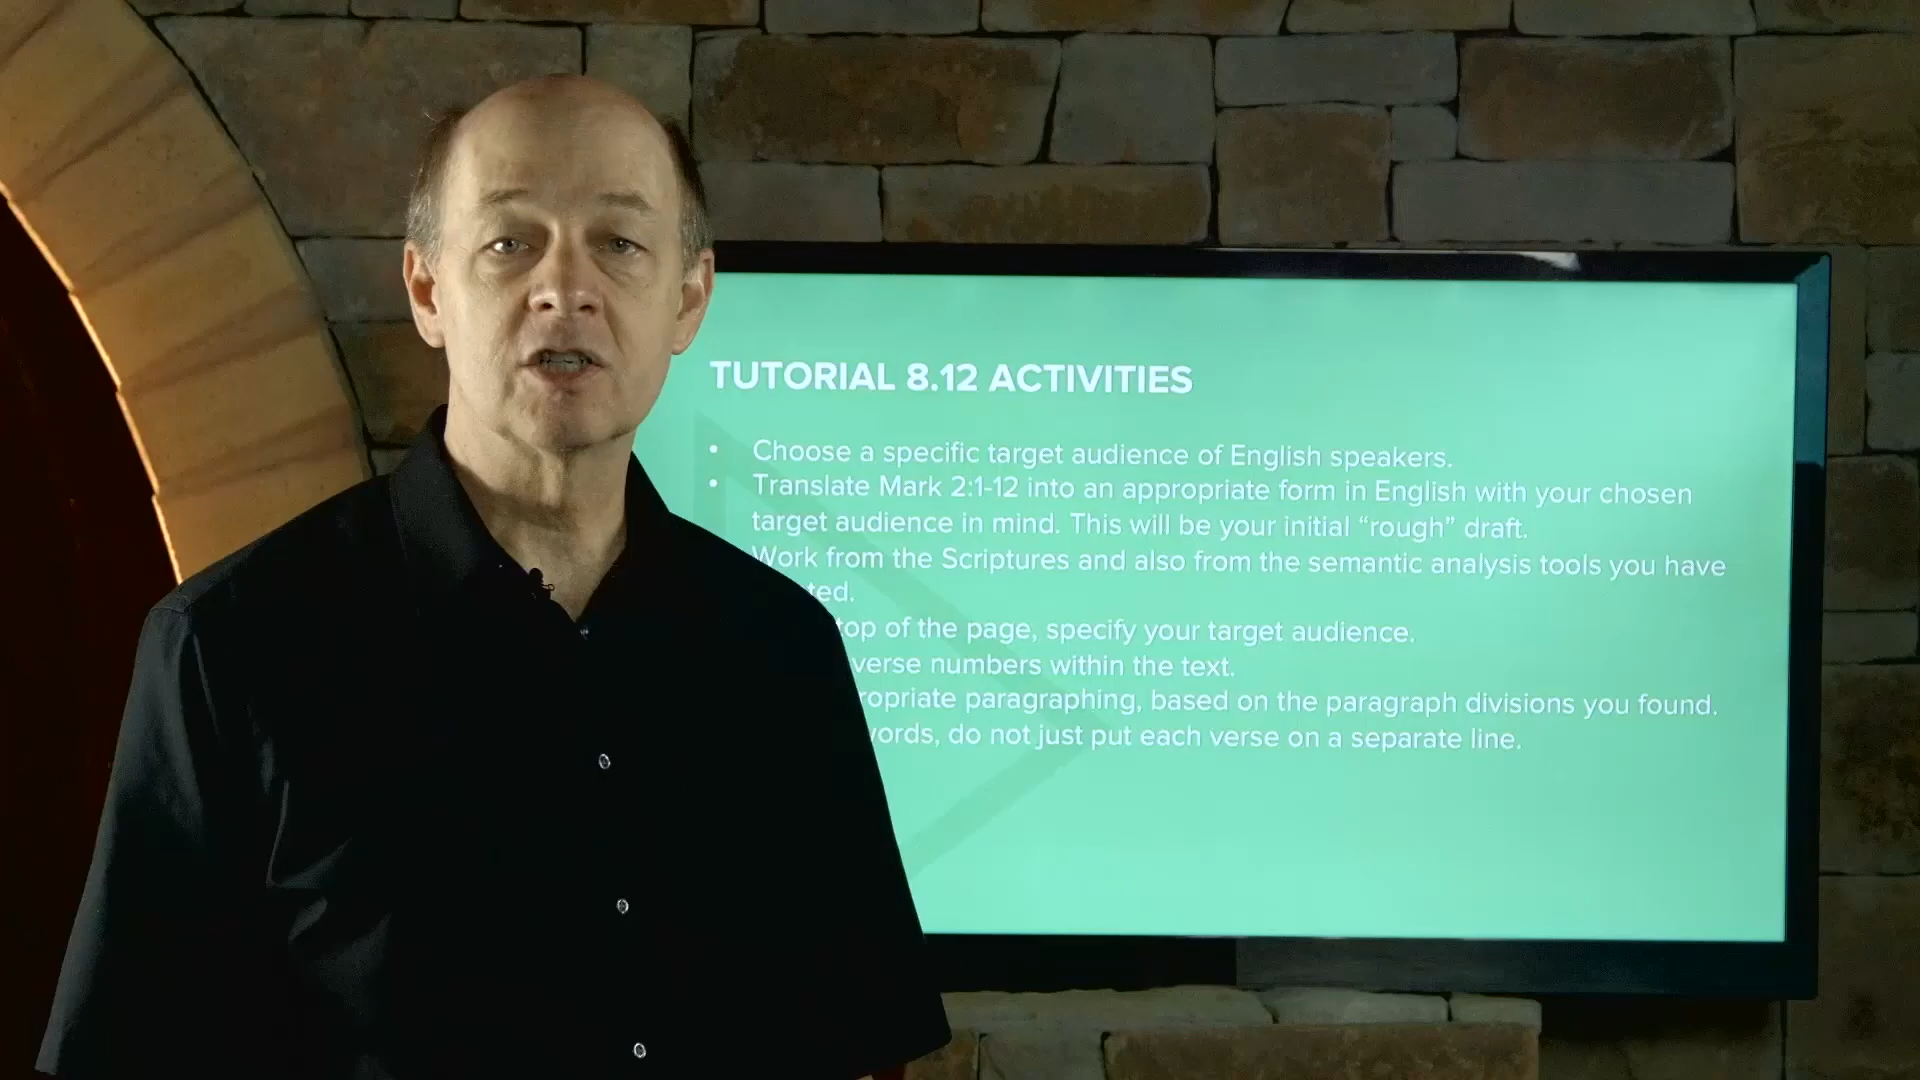 TUTORIAL 8.12 ACTIVITIES
• Choose a specific target audience of English speakers.
• Translate Mark 2:1-12 into an appropriate form in English with your chosen
target audience in mind. This will be your initial “rough” draft.
Work from the Scriptures and also from the semantic analysis tools you have
top of the page, specify your target audience.
verse numbers within the text.
paragraphing, based on the paragraph divisions you found.
do not just put each verse on a separate line.